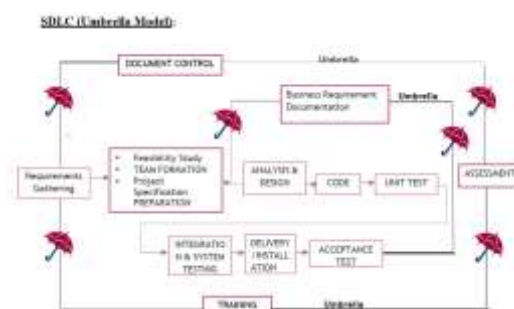 SDLC (Umbrella Model):
Umbrella
DOCUMENT CONTROL
Business Requirement
Documentation
Umbrella
Requirements
Gathering
• Feasibility Study
• TEAM FORMATION
• Project
Specification
PREPARATION
ANALYSIS &
DESIGN
CODE
UNIT TEST
ASSESSMENT
INTEGRATIO
N & SYSTEM
TESTING
DELIVERY
/INSTALL
ATION
ACCEPTANCE
TEST
TRAINING
Umbrella